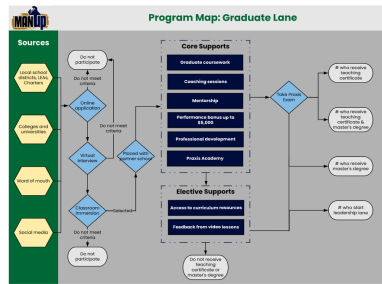 MANUP
Program Map: Graduate Lane
Sources
Local school
districts, LEAs,
Charters
Colleges and
universities
Word of mouth
Social media
Do not
participate
Do not meet
criteria
Online
application
Do not meet
criteria
Virtual
interview
Classroom
Immersion
Selected
Do not meet
criteria
Do not
participate
Placed with
partner school
Core Supports
Graduate coursework
Coaching sessions
Mentorship
Performance bonus up to
$5,000
Professional development
Praxis Academy
Elective Supports
Access to curriculum resources
Feedback from video lessons
Do not receive
teaching
certificate or
master's degree
Take Praxis
Exam
# who receive
teaching
certificate
# who receive
teaching
certificate &
master's degree
# who receive
master's degree
# who start
leadership lane